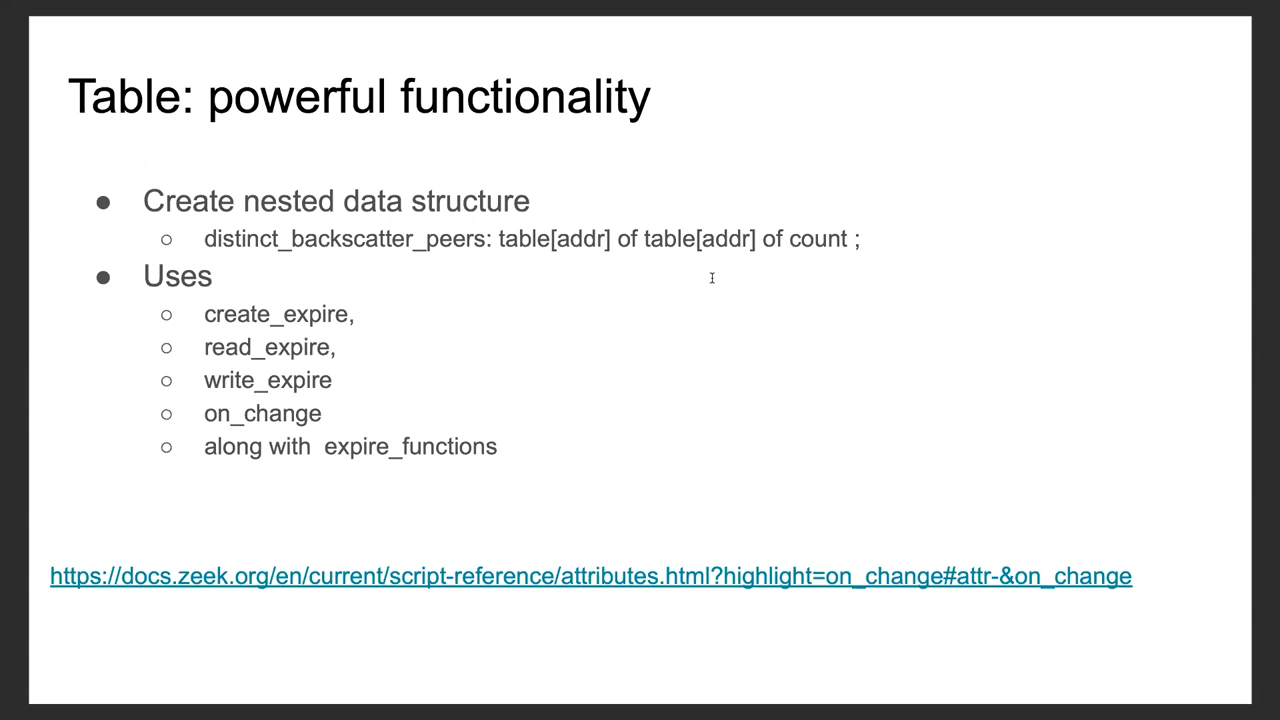 Table: powerful functionality
● Create nested data structure
○ distinct_backscatter_peers: table[addr] of table[addr] of count ;
● Uses
○ create_expire,
○ read_expire,
○ write_expire
○ on_change
○ along with  expire_functions
https://docs.zeek.org/en/current/script-reference/attributes.html?highlight=on_change#attr-&on_change